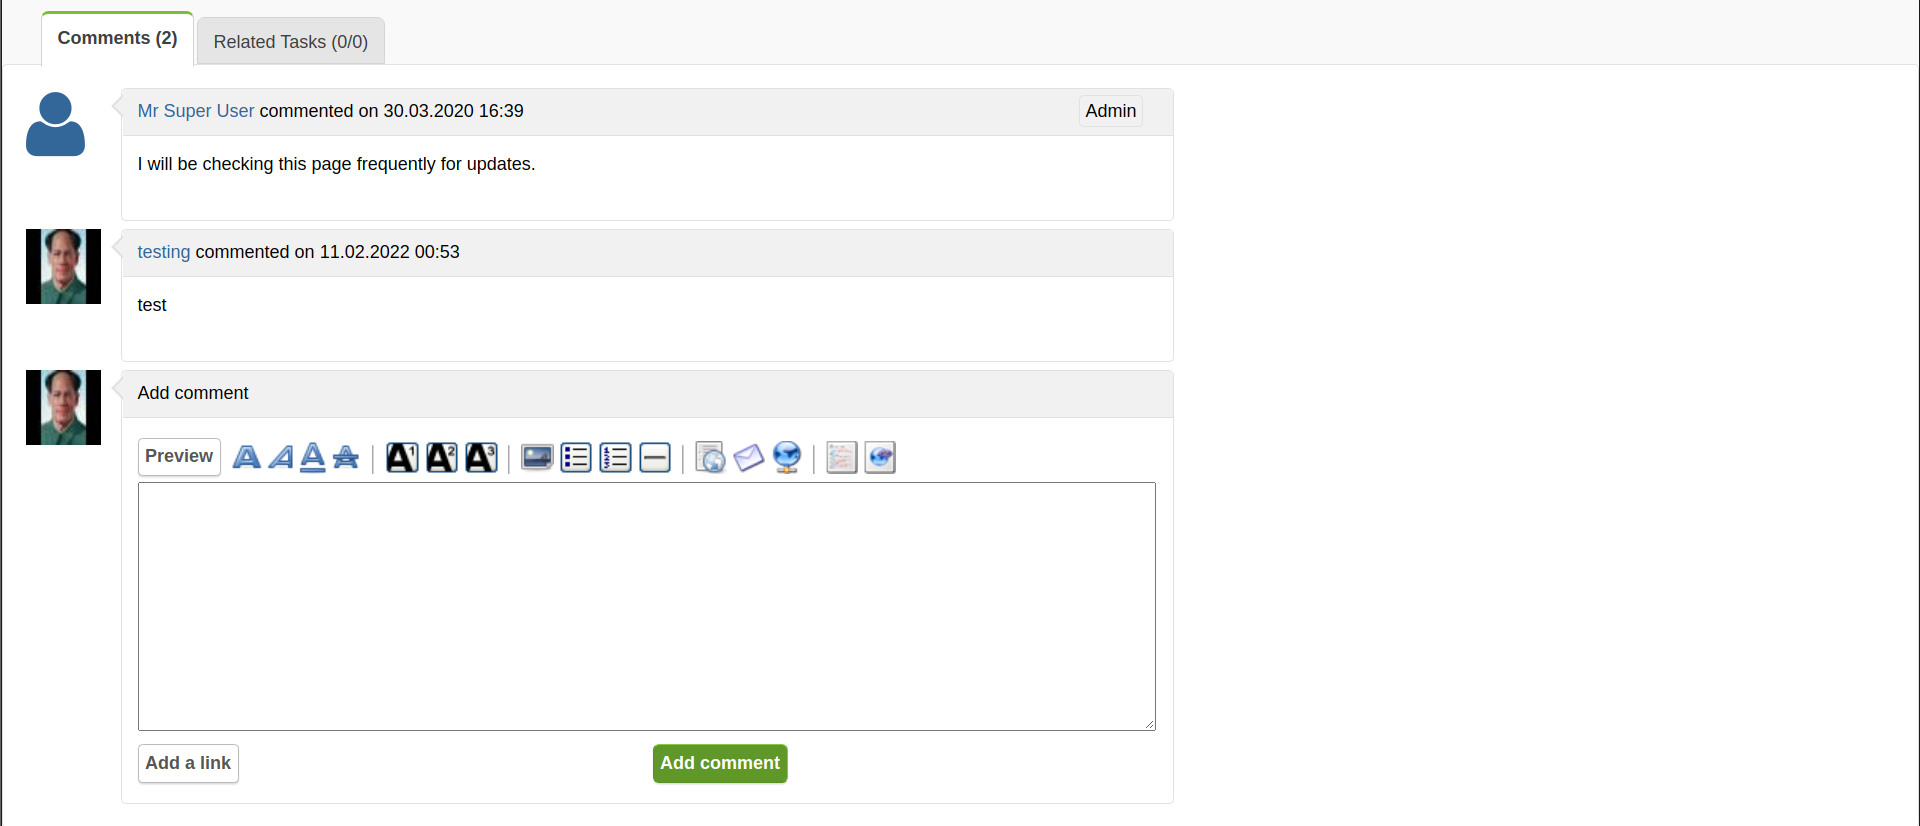 Comments (2)
Related Tasks (0/0)
Mr Super User commented on 30.03.2020 16:39
Admin
I will be checking this page frequently for updates.
testing commented on 11.02.2022 00:53
test
Add comment
Preview
Add a link
Add comment